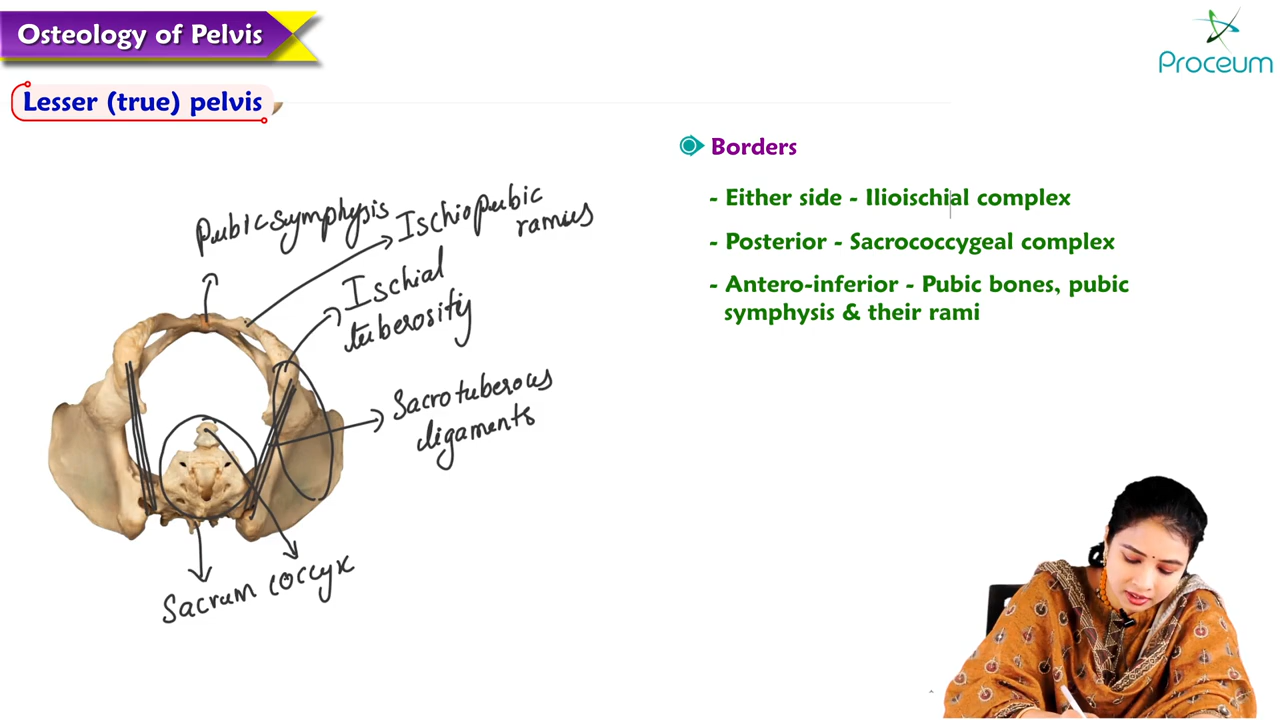 Osteology of Pelvis
Proceum
Lesser (true) pelvis
Borders
- Either side - Ilioischial complex
- Posterior - Sacrococcygeal complex
- Antero-inferior - Pubic bones, pubic
symphysis & their rami
Pubic symphysis
Ischiopubic
ramius
Ischial
tuberosity
Sacrotuberous
ligaments
Sacrum
coccyx